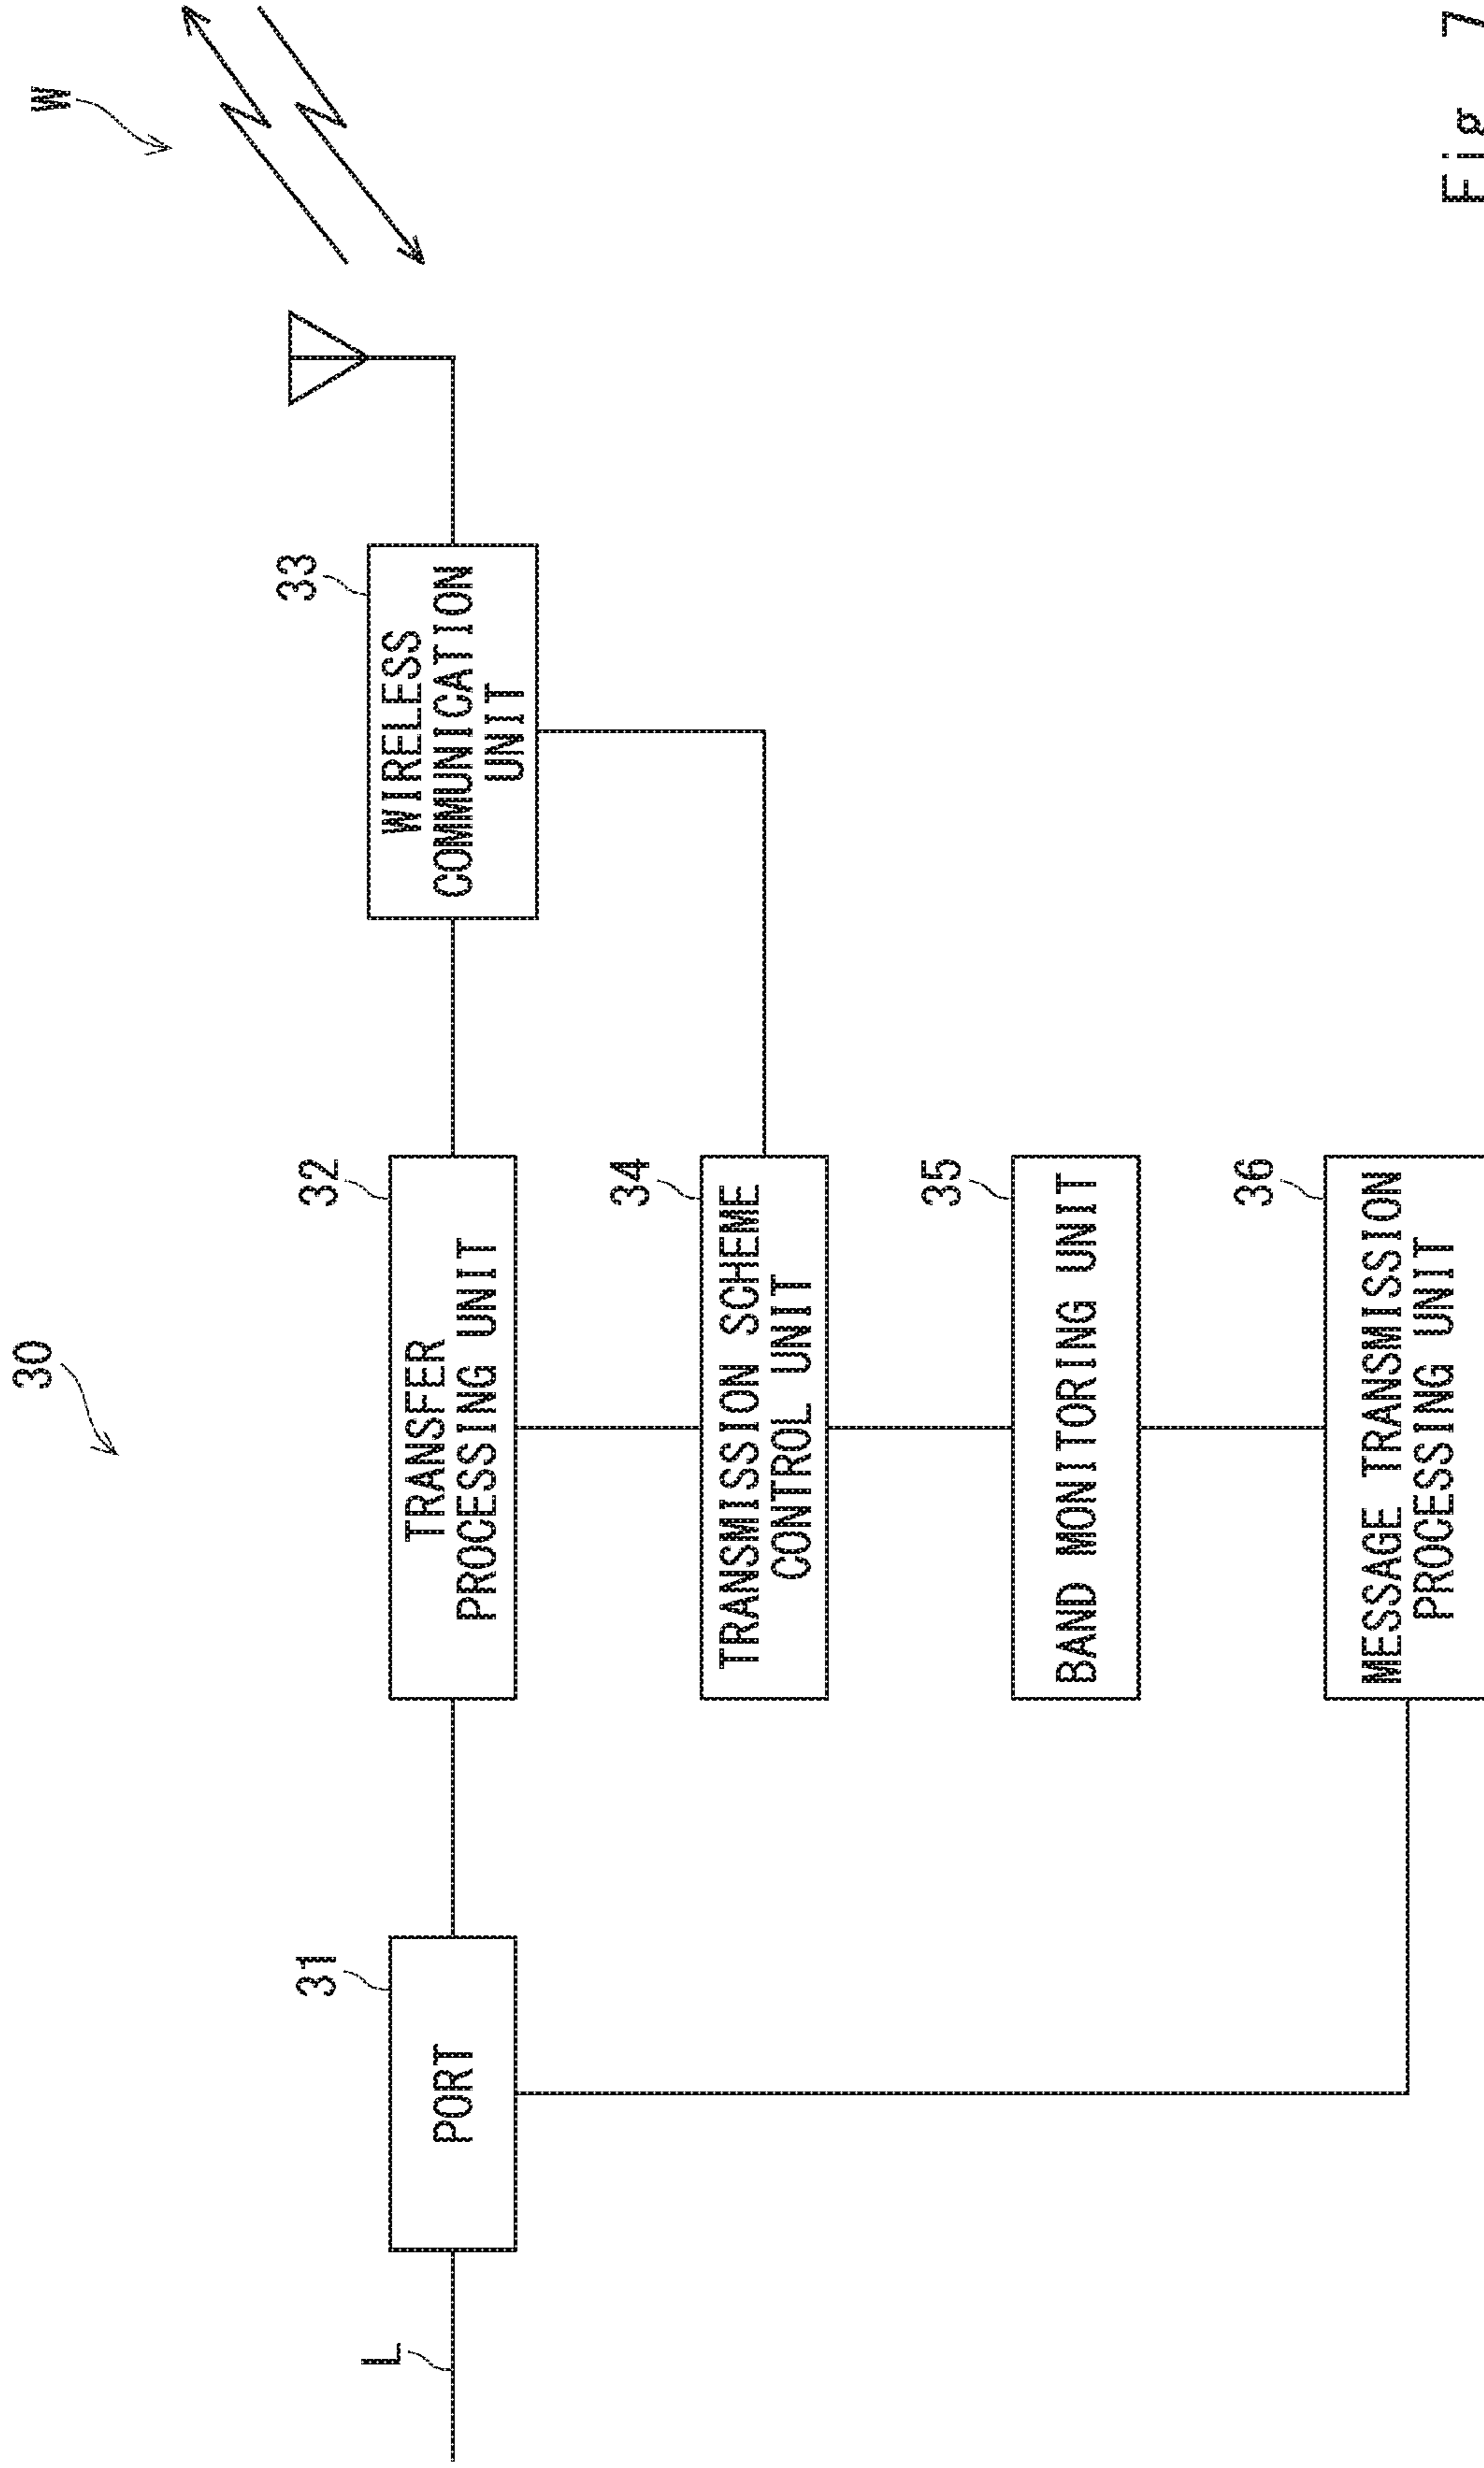 30
W
L
31
PORT
32
TRANSFER
PROCESSING UNIT
33
WIRELESS
COMMUNICATION
UNIT
34
TRANSMISSION SCHEME
CONTROL UNIT
35
BAND MONITORING UNIT
36
MESSAGE TRANSMISSION
PROCESSING UNIT
Fig. 7